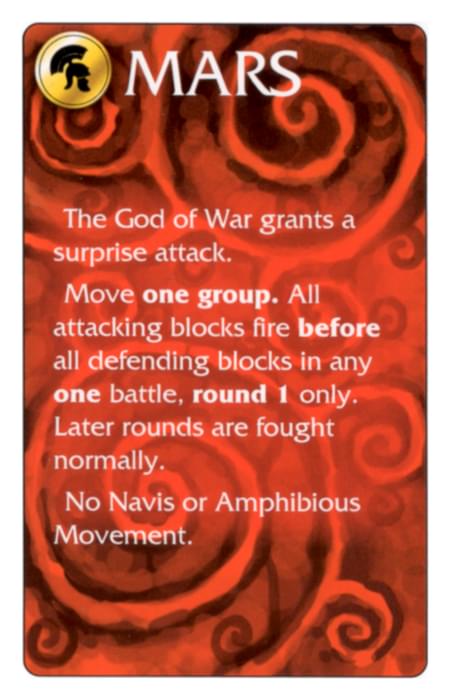 MARS
The God of War grants a
surprise attack.
Move one group. All
attacking blocks fire before
all defending blocks in any
one battle, round 1 only.
Later rounds are fought
normally.
No Navis or Amphibious
Movement.